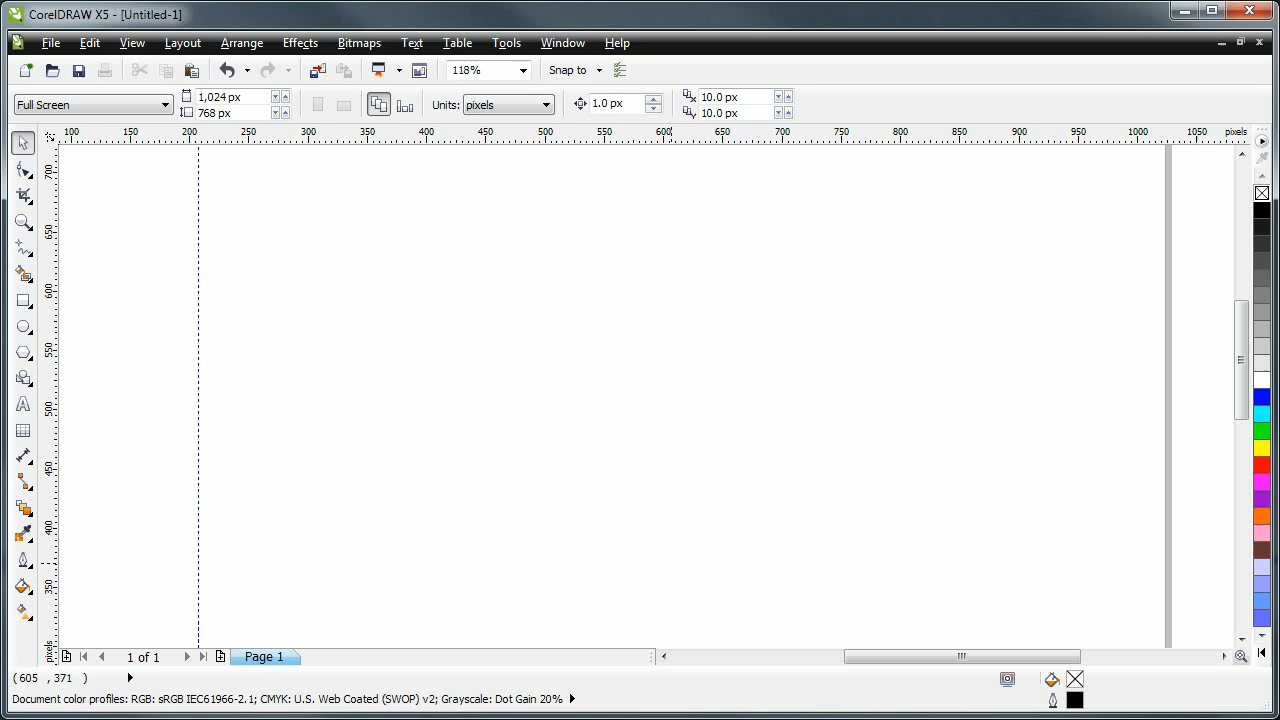 CorelDRAW X5 - [Untitled-1]
File Edit View Layout Arrange Effects Bitmaps Text Table Tools Window Help
118% Snap to
Full Screen 1,024 px 768 px Units: pixels 1.0 px 10.0 px 10.0 px
100 150 200 250 300 350 400 450 500 550 600 650 700 750 800 850 900 950 1000 1050 pixels
700
650
600
550
500
450
400
350
pixels
1 of 1 Page 1
( 605 , 371 )
Document color profiles: RGB: sRGB IEC61966-2.1; CMYK: U.S. Web Coated (SWOP) v2; Grayscale: Dot Gain 20%